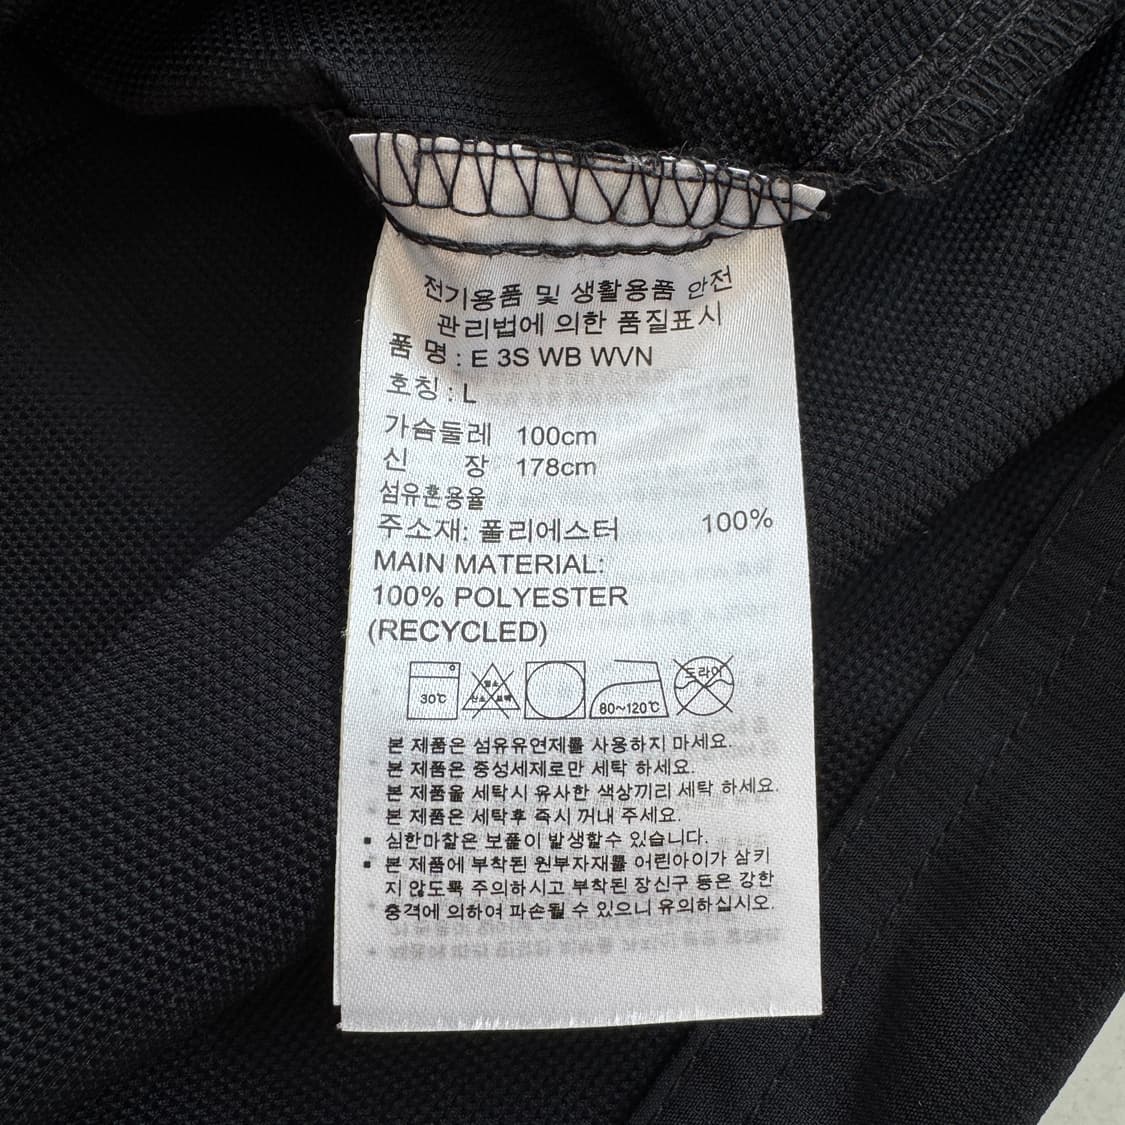 전기용품 및 생활용품 안전
관리법에 의한 품질표시
품 명 : E 3S WB WVN
호칭 : L
가슴둘레 100cm
신 장 178cm
섬유혼용율
주소재: 폴리에스터 100%
MAIN MATERIAL:
100% POLYESTER
(RECYCLED)
30℃ 80~120℃ 드라이
본 제품은 섬유유연제를 사용하지 마세요.
본 제품은 중성세제로만 세탁 하세요.
본 제품을 세탁시 유사한 색상끼리 세탁 하세요.
본 제품은 세탁후 즉시 꺼내 주세요.
▪ 심한마찰은 보풀이 발생할수 있습니다.
▪ 본 제품에 부착된 원부자재를 어린아이가 삼키
지 않도록 주의하시고 부착된 장신구 등은 강한
충격에 의하여 파손될 수 있으니 유의하십시오.